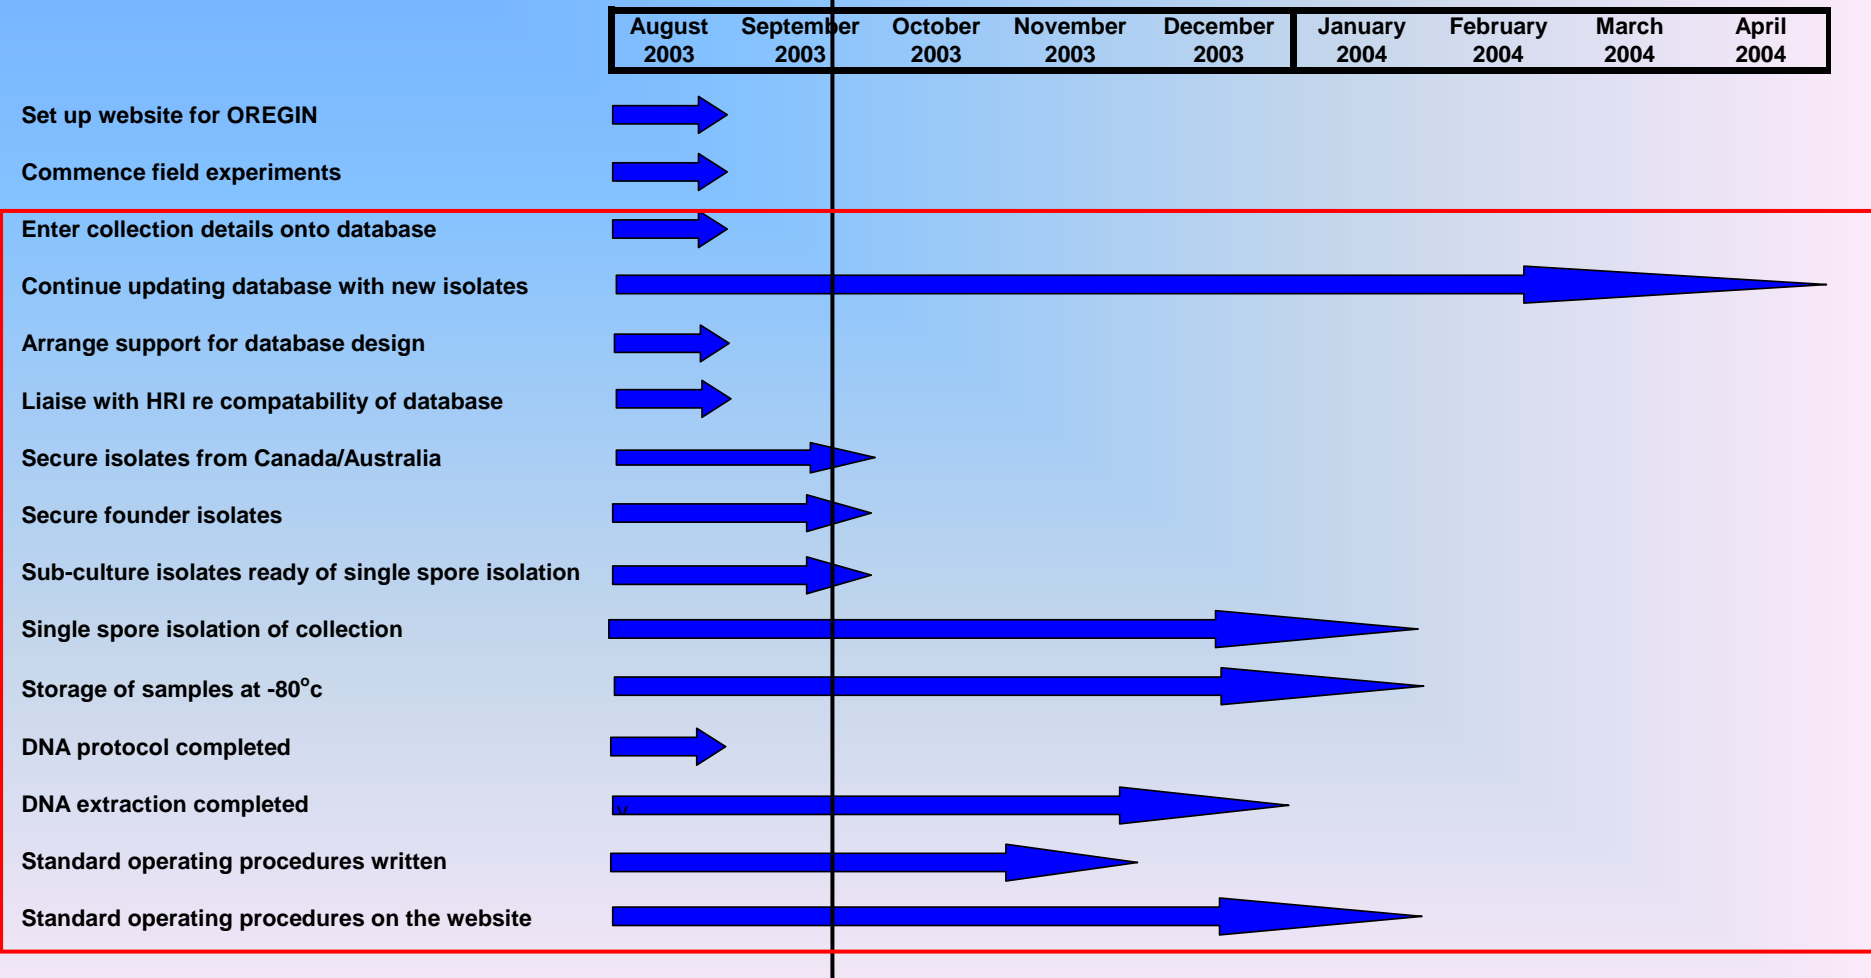 August September October November December January February March April
2003 2003 2003 2003 2003 2004 2004 2004 2004
Set up website for OREGIN
Commence field experiments
Enter collection details onto database
Continue updating database with new isolates
Arrange support for database design
Liaise with HRI re compatability of database
Secure isolates from Canada/Australia
Secure founder isolates
Sub-culture isolates ready of single spore isolation
Single spore isolation of collection
Storage of samples at -80°c
DNA protocol completed
DNA extraction completed
v
Standard operating procedures written
Standard operating procedures on the website